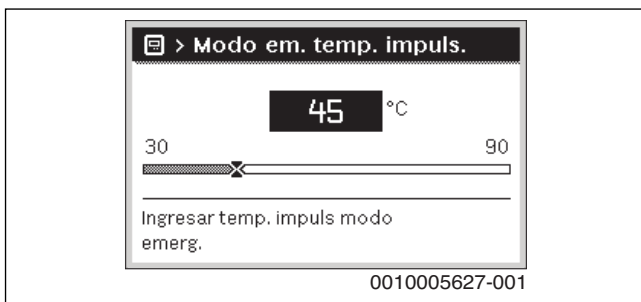 > Modo em. temp. impuls.
45 °C
30 90
Ingresar temp. impuls modo
emerg.
0010005627-001